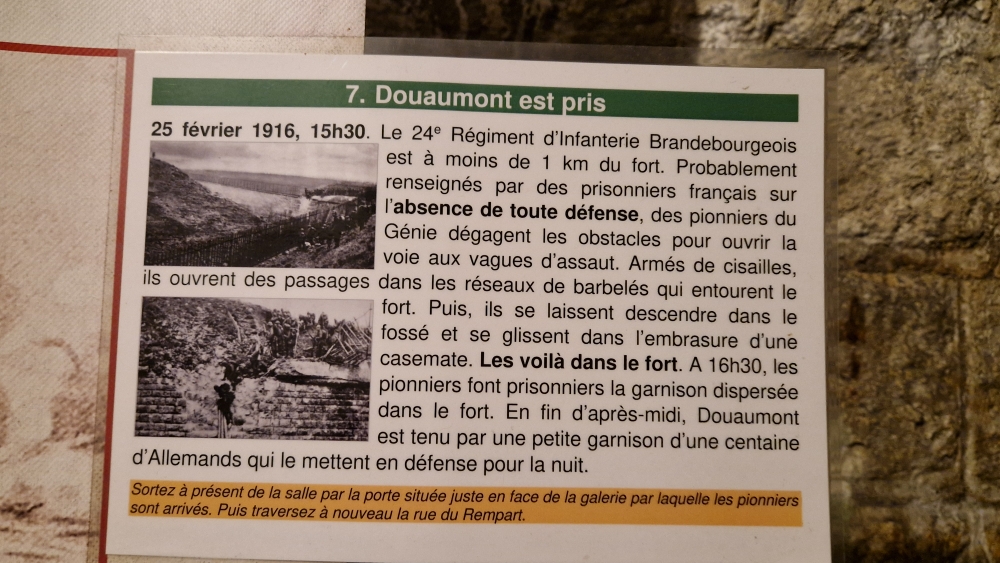 7. Douaumont est pris
25 février 1916, 15h30. Le 24e Régiment d'Infanterie Brandebourgeois
est à moins de 1 km du fort. Probablement
renseignés par des prisonniers français sur
l'absence de toute défense, des pionniers du
Génie dégagent les obstacles pour ouvrir la
voie aux vagues d'assaut. Armés de cisailles,
ils ouvrent des passages dans les réseaux de barbelés qui entourent le
fort. Puis, ils se laissent descendre dans le
fossé et se glissent dans l'embrasure d'une
casemate. Les voilà dans le fort. A 16h30, les
pionniers font prisonniers la garnison dispersée
dans le fort. En fin d'après-midi, Douaumont
est tenu par une petite garnison d'une centaine
d'Allemands qui le mettent en défense pour la nuit.
Sortez à présent de la salle par la porte située juste en face de la galerie par laquelle les pionniers
sont arrivés. Puis traversez à nouveau la rue du Rempart.